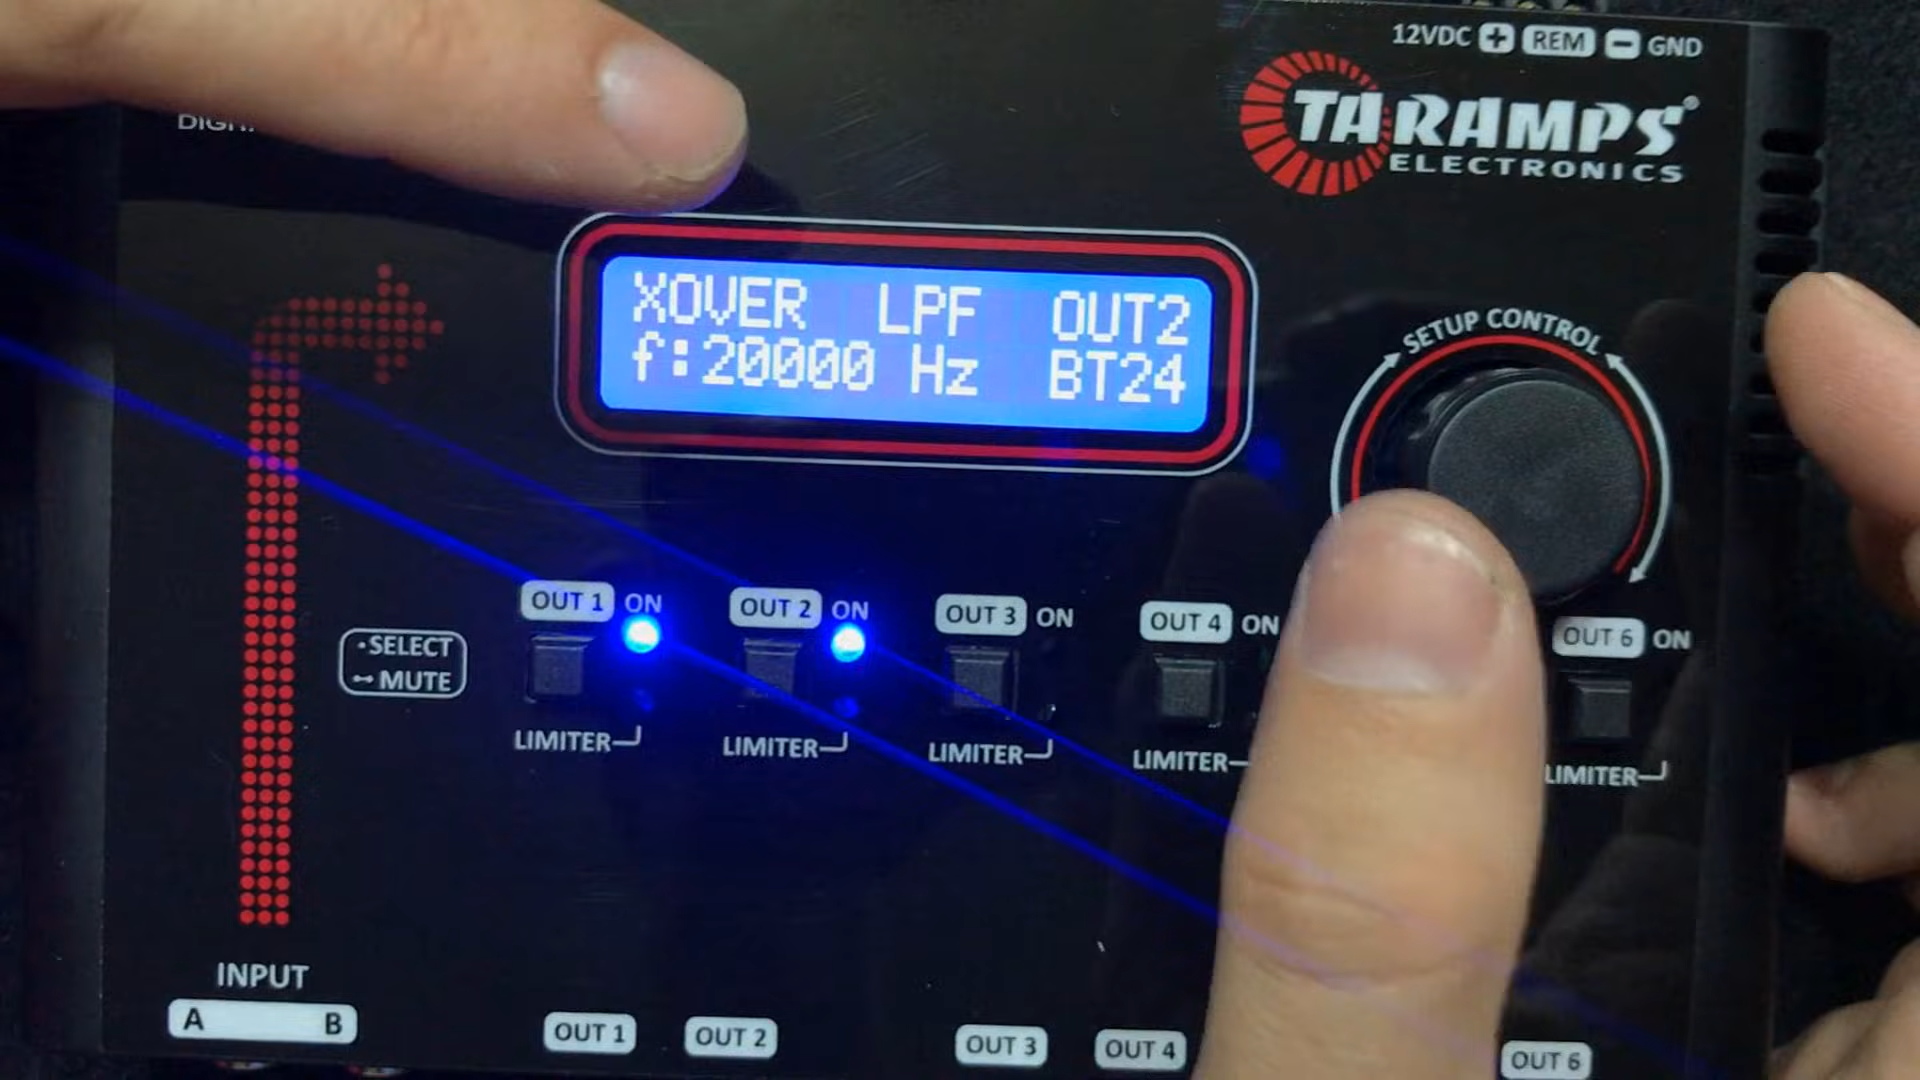 12VDC + REM - GND
TARAMPS®
ELECTRONICS
XOVER LPF OUT2
f:20000 Hz BT24
SETUP CONTROL
OUT 1 ON
OUT 2 ON
OUT 3 ON
OUT 4 ON
OUT 6 ON
SELECT
MUTE
LIMITER
LIMITER
LIMITER
LIMITER
LIMITER
INPUT
A B
OUT 1
OUT 2
OUT 3
OUT 4
OUT 6